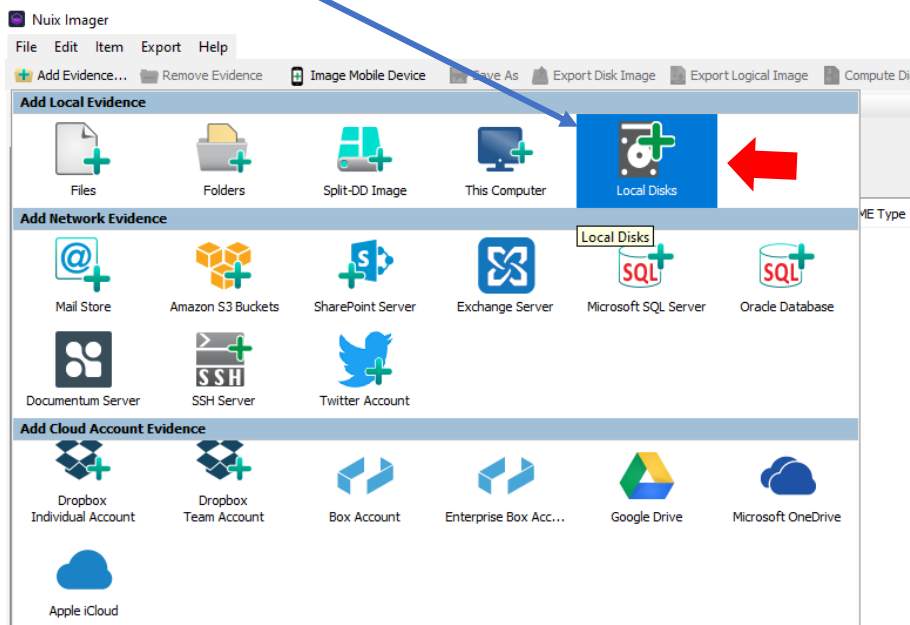 Nuix Imager
File Edit Item Export Help
Add Evidence... Remove Evidence Image Mobile Device Save As Export Disk Image Export Logical Image Compute Di
Add Local Evidence
Files Folders Split-DD Image This Computer Local Disks
Add Network Evidence
ME Type
Local Disks
@ S SQL SQL
Mail Store Amazon S3 Buckets SharePoint Server Exchange Server Microsoft SQL Server Oracle Database
SSH
Documentum Server SSH Server Twitter Account
Add Cloud Account Evidence
Dropbox Dropbox
Individual Account Team Account Box Account Enterprise Box Acc... Google Drive Microsoft OneDrive
Apple iCloud